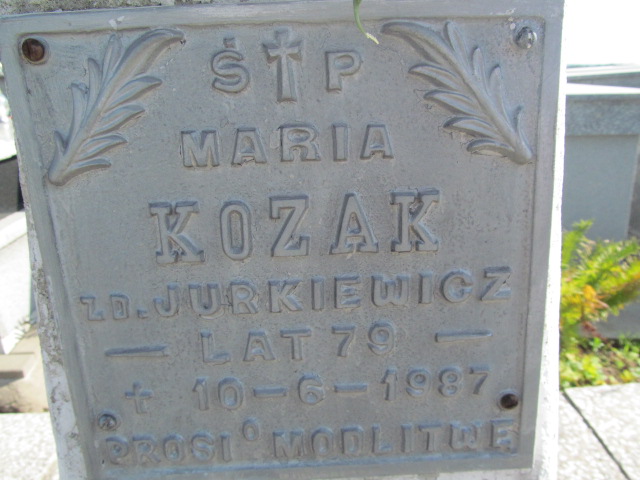 Ś✝P
MARIA
KOZAK
ZD. JURKIEWICZ
— LAT 79 —
✝ 10-6-1987
PROSI O MODLITWĘ